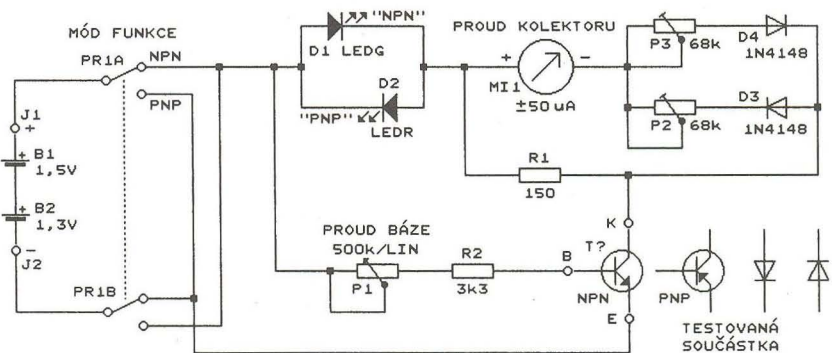 MÓD FUNKCE
PR1A
NPN
PNP
J1
+
+ B1
1,5V
+ B2
1,3V
−
J2
PR1B
"NPN"
D1 LEDG
D2
"PNP"
LEDR
PROUD KOLEKTORU
+
−
MI1
±50uA
P3
68k
D4
1N4148
P2
68k
D3
1N4148
R1
150
PROUD BÁZE
500k/LIN
P1
R2
3k3
K
B
T?
NPN
E
PNP
TESTOVANÁ
SOUČÁSTKA